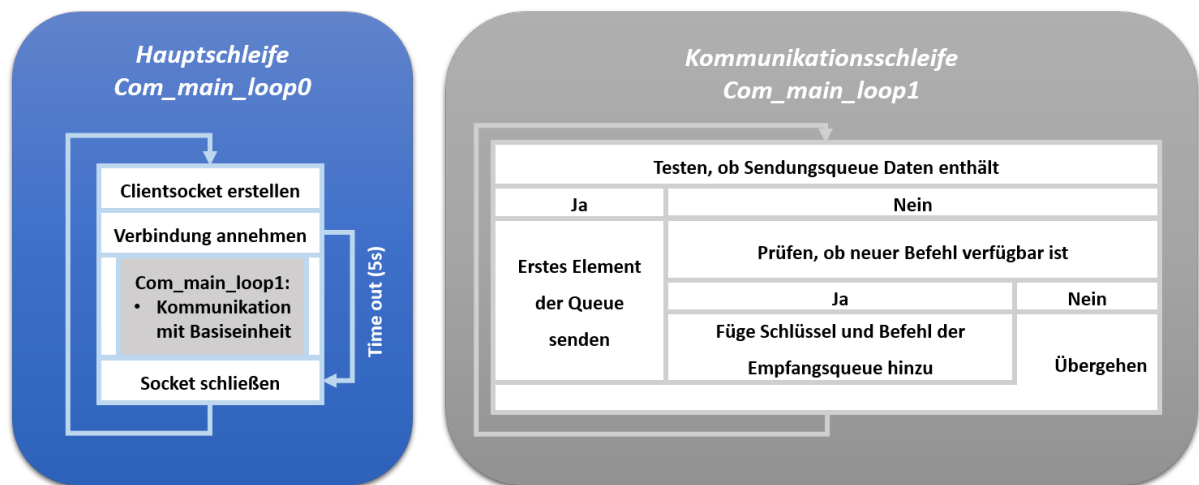 Hauptschleife
Com_main_loop0
Clientsocket erstellen
Verbindung annehmen
Com_main_loop1:
• Kommunikation
mit Basiseinheit
Socket schließen
Time out (5s)
Kommunikationsschleife
Com_main_loop1
Testen, ob Sendungsqueue Daten enthält
Ja
Nein
Erstes Element
der Queue
senden
Prüfen, ob neuer Befehl verfügbar ist
Ja
Nein
Füge Schlüssel und Befehl der
Empfangsqueue hinzu
Übergehen